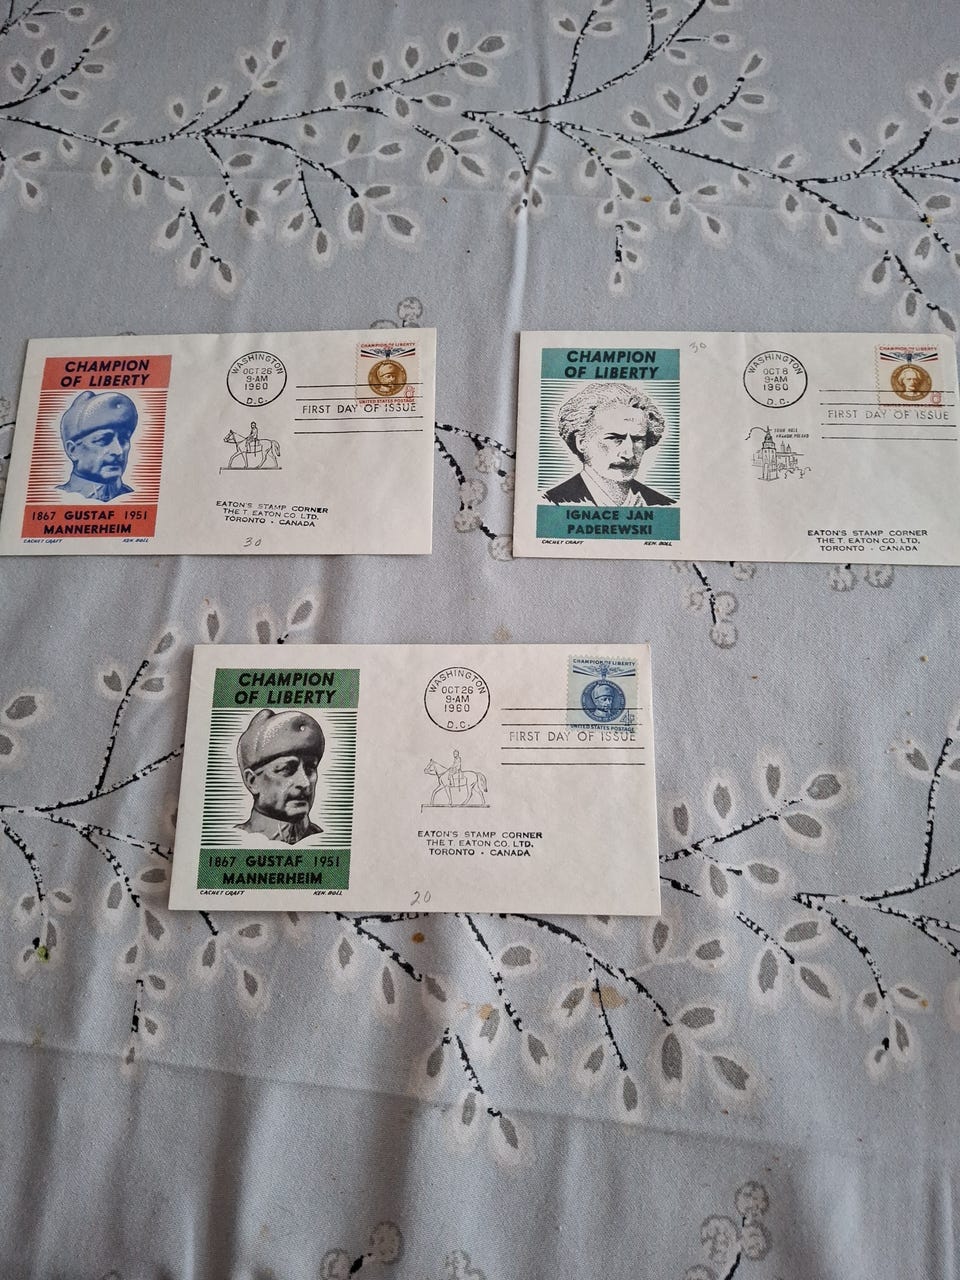 CHAMPION
OF LIBERTY
1867 GUSTAF 1951
MANNERHEIM
CACHET CRAFT KEN. BOLL
WASHINGTON
OCT 26
9-AM
1960
D.C.
CHAMPION OF LIBERTY
UNITED STATES POSTAGE
FIRST DAY OF ISSUE
EATON'S STAMP CORNER
THE T. EATON CO. LTD.
TORONTO - CANADA
30
CHAMPION
OF LIBERTY
IGNACE JAN
PADEREWSKI
CACHET CRAFT KEN. BOLL
30
WASHINGTON
OCT 8
9-AM
1960
D.C.
CHAMPION OF LIBERTY
FIRST DAY OF ISSUE
EATON'S STAMP CORNER
THE T. EATON CO. LTD.
TORONTO - CANADA
CHAMPION
OF LIBERTY
1867 GUSTAF 1951
MANNERHEIM
CACHET CRAFT KEN. BOLL
WASHINGTON
OCT 26
9-AM
1960
D.C.
CHAMPION OF LIBERTY
4¢
UNITED STATES POSTAGE
FIRST DAY OF ISSUE
EATON'S STAMP CORNER
THE T. EATON CO. LTD.
TORONTO - CANADA
20